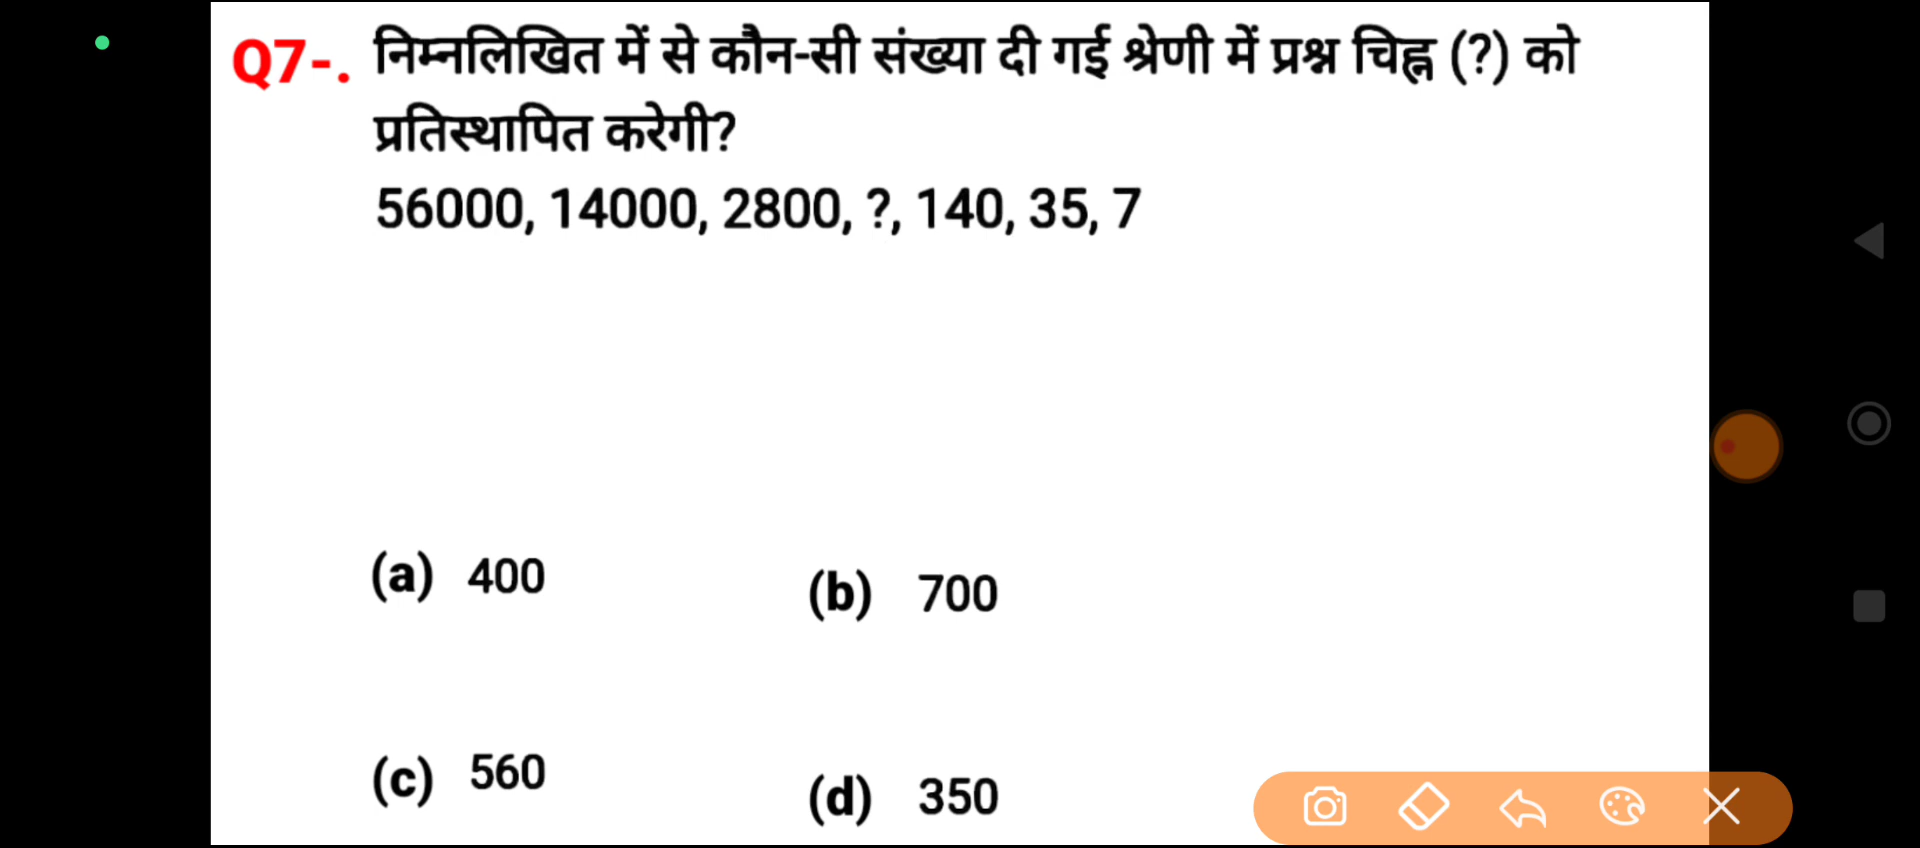 Q7-. निम्नलिखित में से कौन-सी संख्या दी गई श्रेणी में प्रश्न चिह्न (?) को
प्रतिस्थापित करेगी?
56000, 14000, 2800, ?, 140, 35, 7
(a) 400
(b) 700
(c) 560
(d) 350